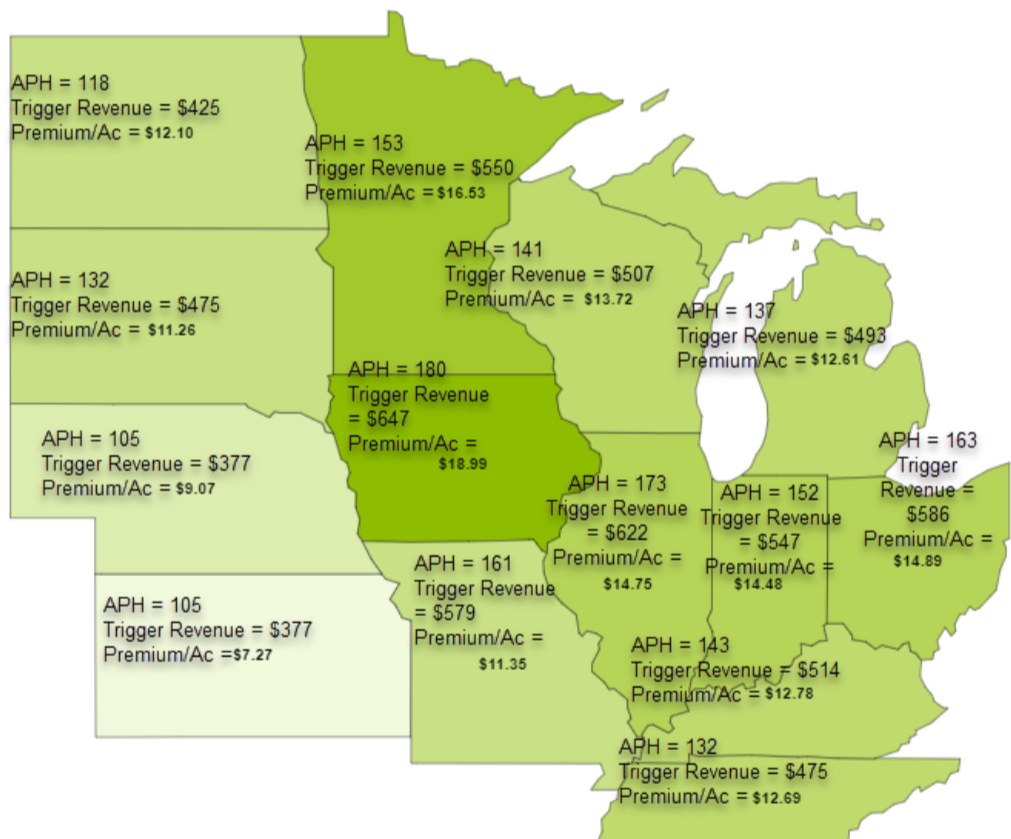 APH = 118
Trigger Revenue = $425
Premium/Ac = $12.10
APH = 153
Trigger Revenue = $550
Premium/Ac = $16.53
APH = 141
Trigger Revenue = $507
Premium/Ac = $13.72
APH = 132
Trigger Revenue = $475
Premium/Ac = $11.26
APH = 137
Trigger Revenue = $493
Premium/Ac = $12.61
APH = 180
Trigger Revenue
= $647
Premium/Ac =
$18.99
APH = 105
Trigger Revenue = $377
Premium/Ac = $9.07
APH = 163
Trigger
Revenue =
$586
Premium/Ac =
$14.89
APH = 173
Trigger Revenue
= $622
Premium/Ac =
$14.75
APH = 152
Trigger Revenue
= $547
Premium/Ac =
$14.48
APH = 161
Trigger Revenue
= $579
Premium/Ac =
$11.35
APH = 105
Trigger Revenue = $377
Premium/Ac =$7.27
APH = 143
Trigger Revenue = $514
Premium/Ac = $12.78
APH = 132
Trigger Revenue = $475
Premium/Ac = $12.69